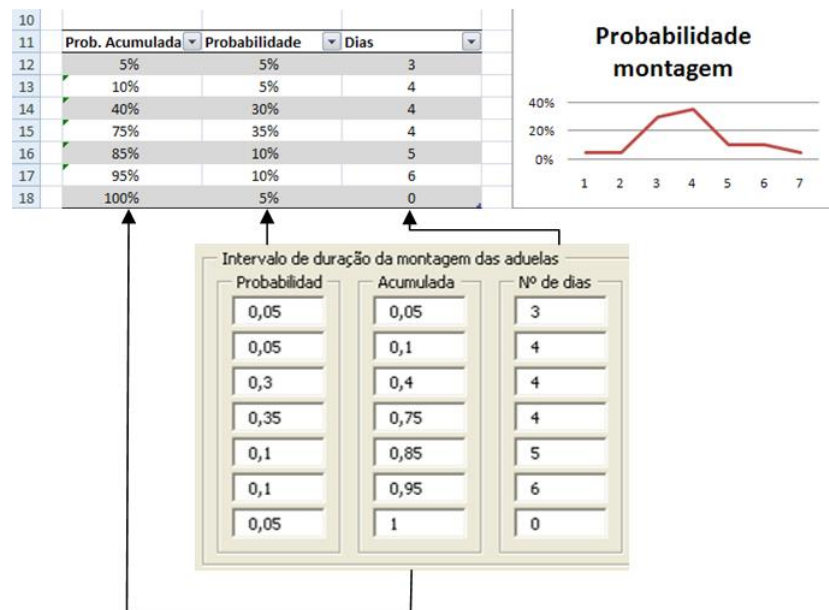 10
11 Prob. Acumulada Probabilidade Dias
12 5% 5% 3
13 10% 5% 4
14 40% 30% 4
15 75% 35% 4
16 85% 10% 5
17 95% 10% 6
18 100% 5% 0
Probabilidade
montagem
40%
20%
0%
1 2 3 4 5 6 7
Intervalo de duração da montagem das aduelas
Probabilidad Acumulada Nº de dias
0,05 0,05 3
0,05 0,1 4
0,3 0,4 4
0,35 0,75 4
0,1 0,85 5
0,1 0,95 6
0,05 1 0